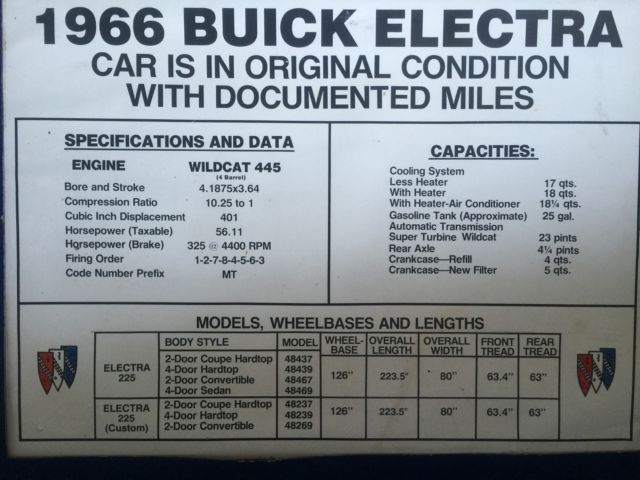 1966 BUICK ELECTRA
CAR IS IN ORIGINAL CONDITION
WITH DOCUMENTED MILES
SPECIFICATIONS AND DATA
ENGINE WILDCAT 445
(4 Barrel)
Bore and Stroke 4.1875x3.64
Compression Ratio 10.25 to 1
Cubic Inch Displacement 401
Horsepower (Taxable) 56.11
Horsepower (Brake) 325 @ 4400 RPM
Firing Order 1-2-7-8-4-5-6-3
Code Number Prefix MT
CAPACITIES:
Cooling System
Less Heater 17 qts.
With Heater 18 qts.
With Heater-Air Conditioner 18¼ qts.
Gasoline Tank (Approximate) 25 gal.
Automatic Transmission
Super Turbine Wildcat 23 pints
Rear Axle 4¼ pints
Crankcase—Refill 4 qts.
Crankcase—New Filter 5 qts.
MODELS, WHEELBASES AND LENGTHS
BODY STYLE MODEL WHEEL-BASE OVERALL LENGTH OVERALL WIDTH FRONT TREAD REAR TREAD
ELECTRA 225
2-Door Coupe Hardtop 48437
4-Door Hardtop 48439
2-Door Convertible 48467
4-Door Sedan 48469
126" 223.5" 80" 63.4" 63"
ELECTRA 225 (Custom)
2-Door Coupe Hardtop 48237
4-Door Hardtop 48239
2-Door Convertible 48269
126" 223.5" 80" 63.4" 63"